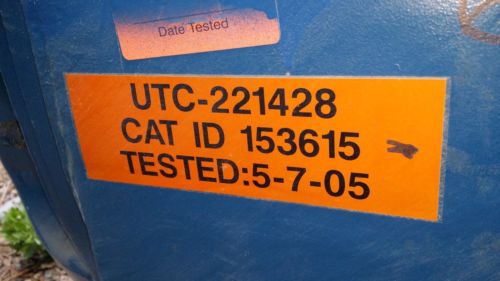 Date Tested
UTC-221428
CAT ID 153615
TESTED:5-7-05